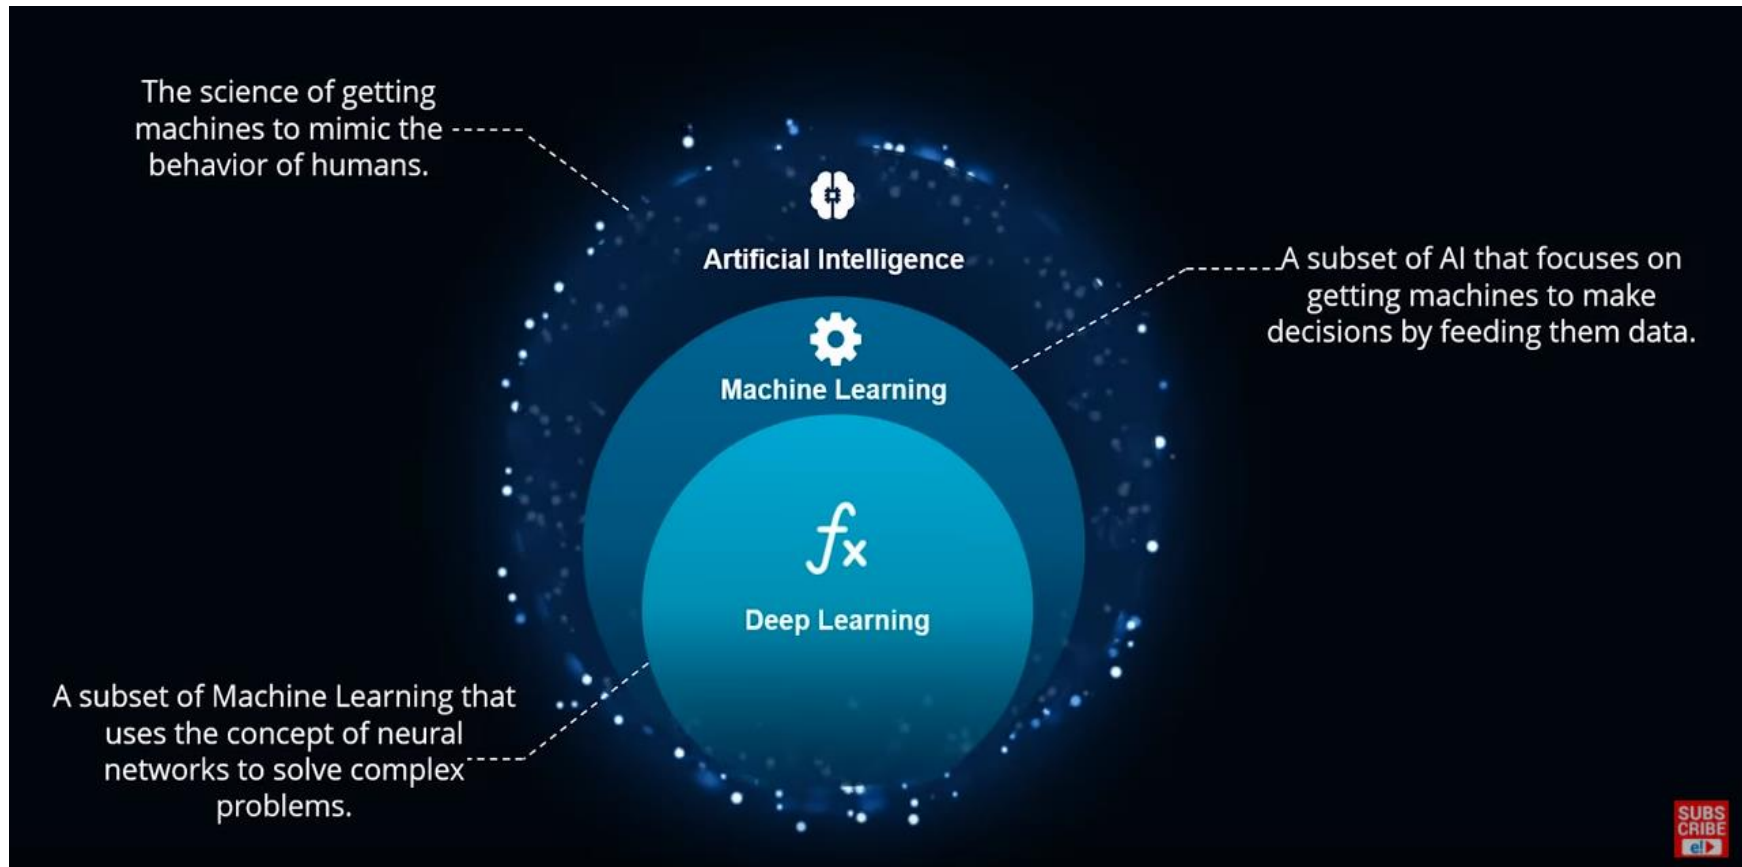 The science of getting
machines to mimic the
behavior of humans.
Artificial Intelligence
A subset of AI that focuses on
getting machines to make
decisions by feeding them data.
Machine Learning
fx
Deep Learning
A subset of Machine Learning that
uses the concept of neural
networks to solve complex
problems.
SUBS
CRIBE
e!